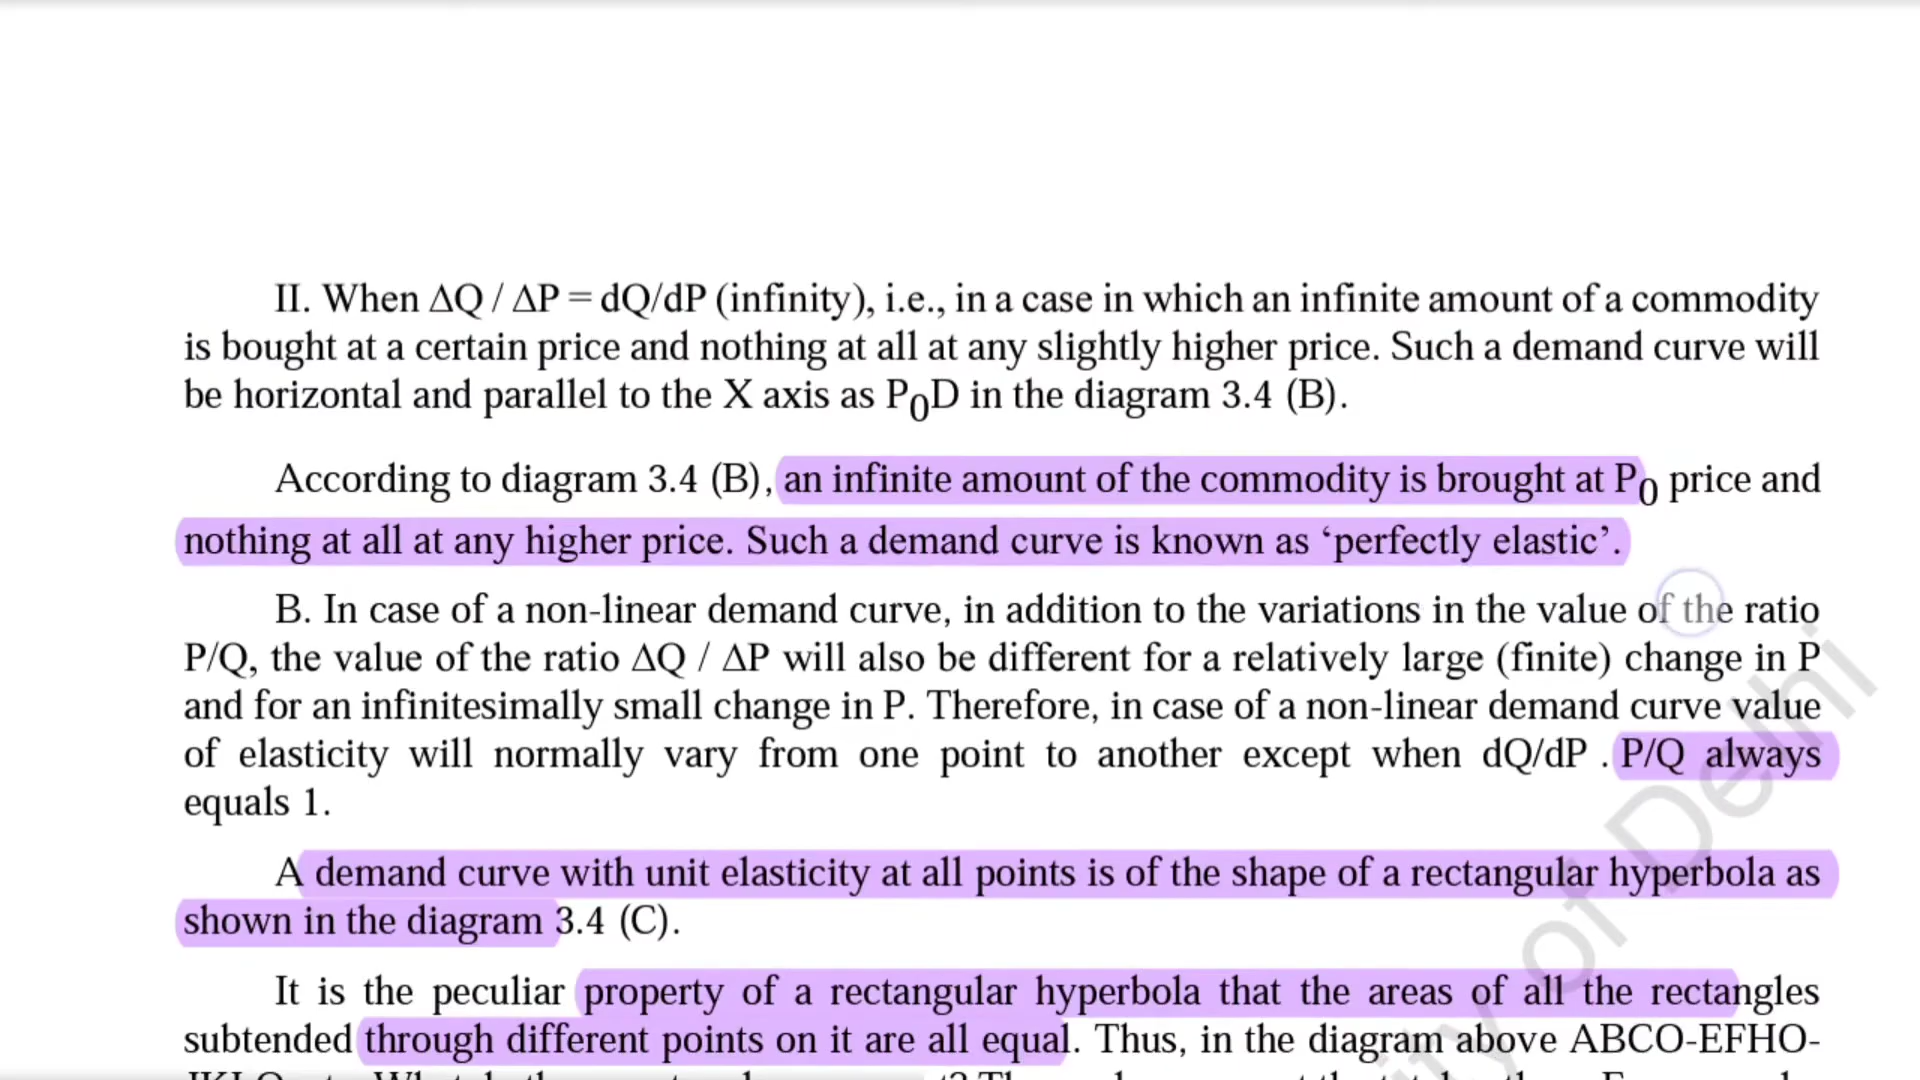 II. When ΔQ / ΔP = dQ/dP (infinity), i.e., in a case in which an infinite amount of a commodity
is bought at a certain price and nothing at all at any slightly higher price. Such a demand curve will
be horizontal and parallel to the X axis as P₀D in the diagram 3.4 (B).
According to diagram 3.4 (B), an infinite amount of the commodity is brought at P₀ price and
nothing at all at any higher price. Such a demand curve is known as ‘perfectly elastic’.
B. In case of a non-linear demand curve, in addition to the variations in the value of the ratio
P/Q, the value of the ratio ΔQ / ΔP will also be different for a relatively large (finite) change in P
and for an infinitesimally small change in P. Therefore, in case of a non-linear demand curve value
of elasticity will normally vary from one point to another except when dQ/dP . P/Q always
equals 1.
A demand curve with unit elasticity at all points is of the shape of a rectangular hyperbola as
shown in the diagram 3.4 (C).
It is the peculiar property of a rectangular hyperbola that the areas of all the rectangles
subtended through different points on it are all equal. Thus, in the diagram above ABCO-EFHO-
of Delhi